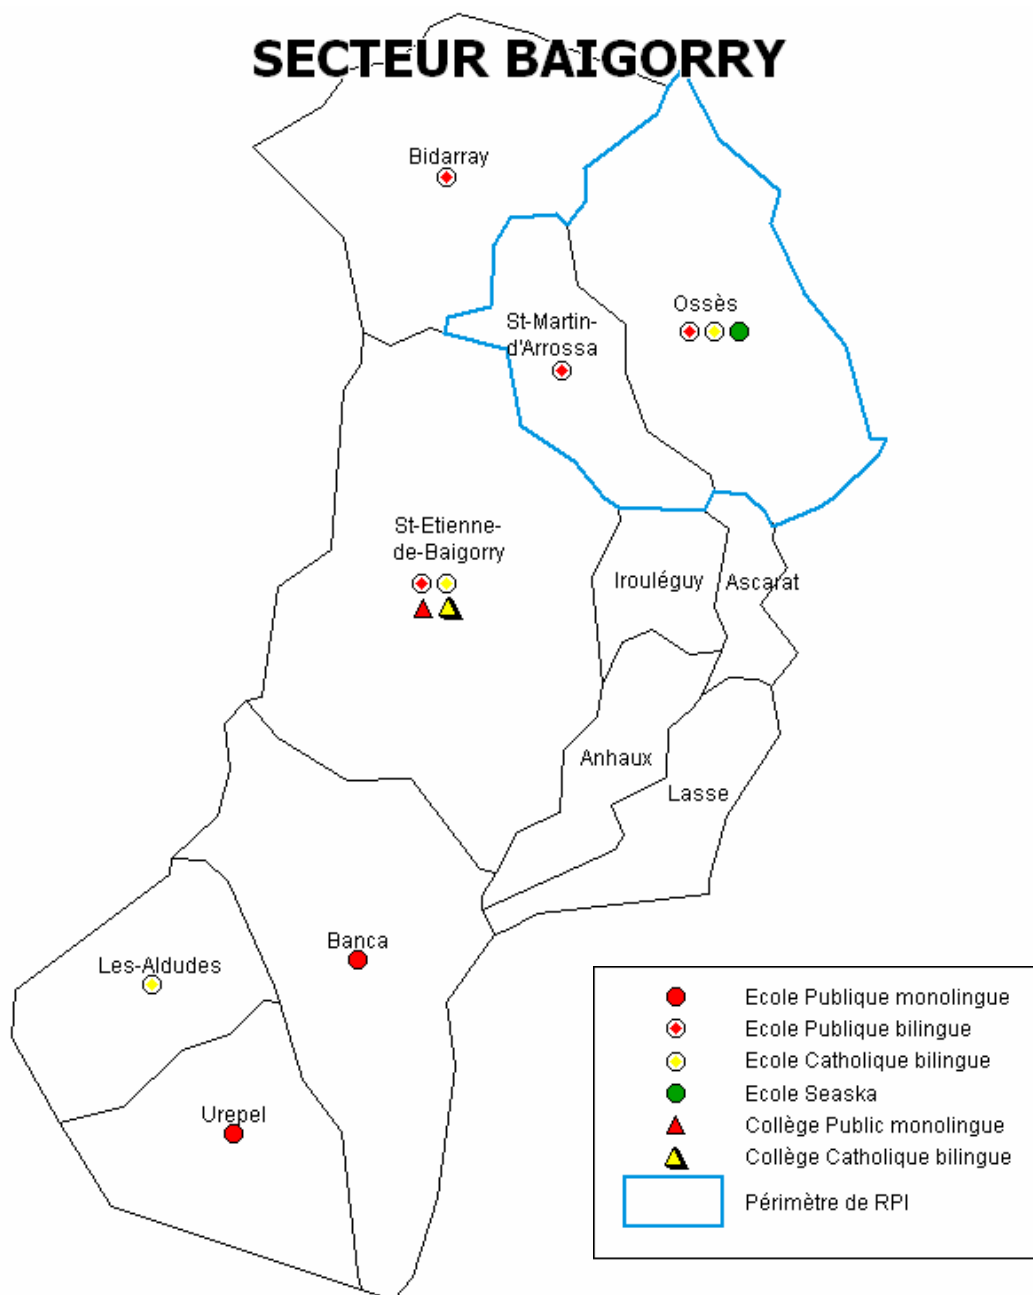 SECTEUR BAIGORRY
Bidarray
Ossès
St-Martin-
d'Arrossa
St-Etienne-
de-Baigorry
Irouléguy
Ascarat
Anhaux
Lasse
Banca
Les-Aldudes
Urepel
Ecole Publique monolingue
Ecole Publique bilingue
Ecole Catholique bilingue
Ecole Seaska
Collège Public monolingue
Collège Catholique bilingue
Périmètre de RPI